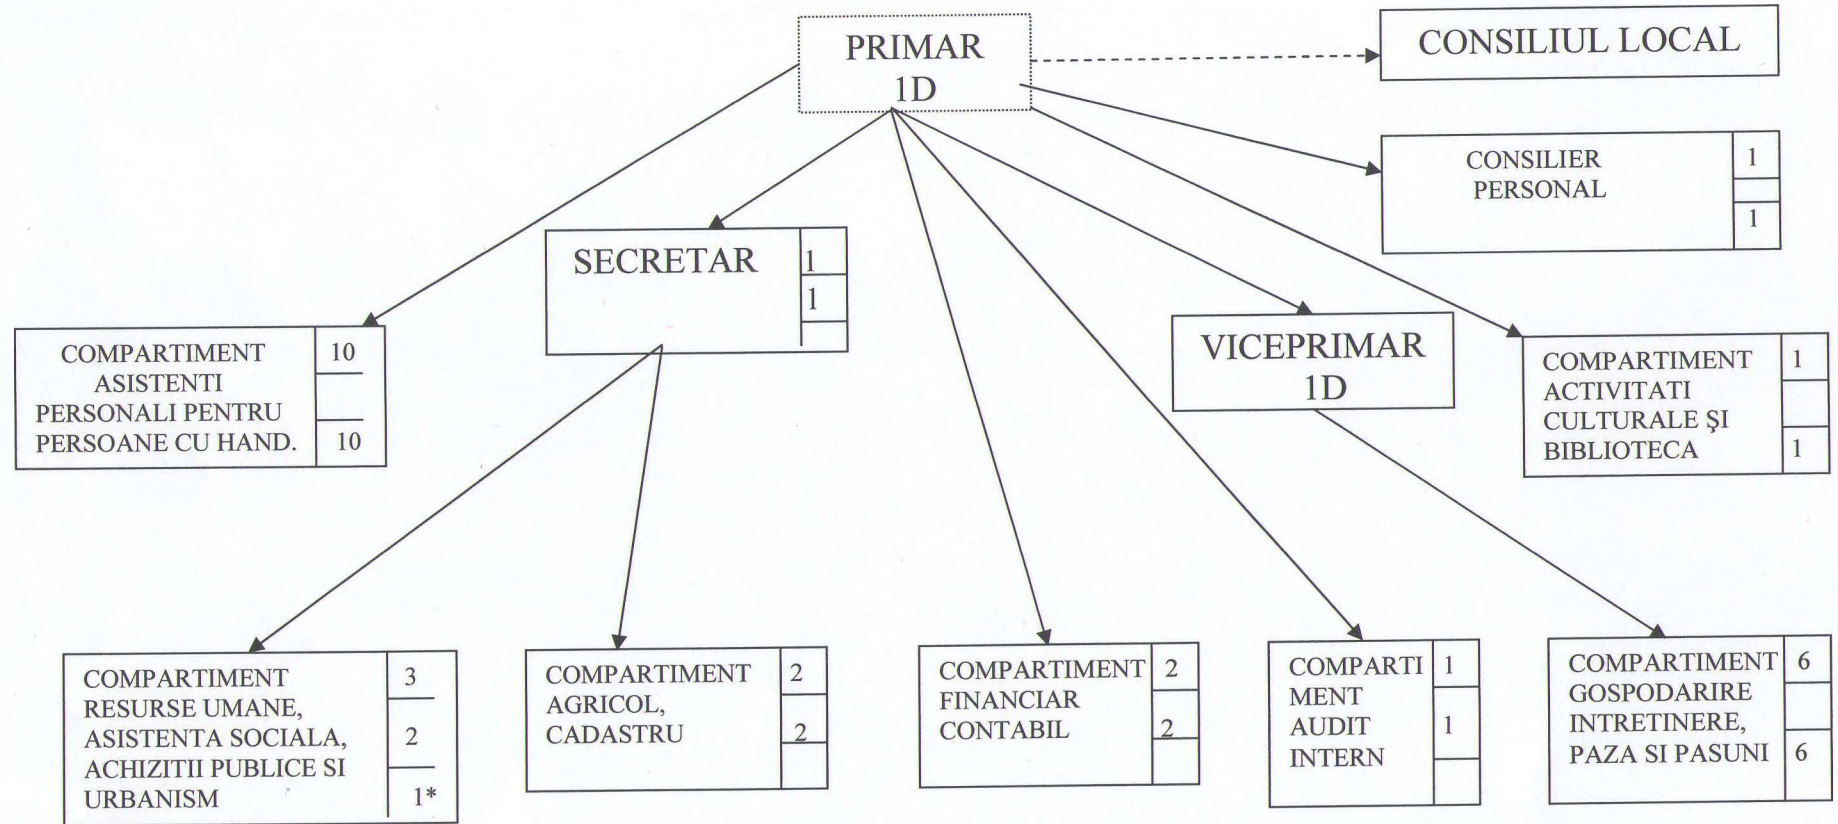 PRIMAR
1D
CONSILIUL LOCAL
CONSILIER
PERSONAL
1
1
SECRETAR
1
1
COMPARTIMENT
ASISTENTI
PERSONALI PENTRU
PERSOANE CU HAND.
10
10
VICEPRIMAR
1D
COMPARTIMENT
ACTIVITATI
CULTURALE ŞI
BIBLIOTECA
1
1
COMPARTIMENT
RESURSE UMANE,
ASISTENTA SOCIALA,
ACHIZITII PUBLICE SI
URBANISM
3
2
1*
COMPARTIMENT
AGRICOL,
CADASTRU
2
2
COMPARTIMENT
FINANCIAR
CONTABIL
2
2
COMPARTI
MENT
AUDIT
INTERN
1
1
COMPARTIMENT
GOSPODARIRE
INTRETINERE,
PAZA SI PASUNI
6
6